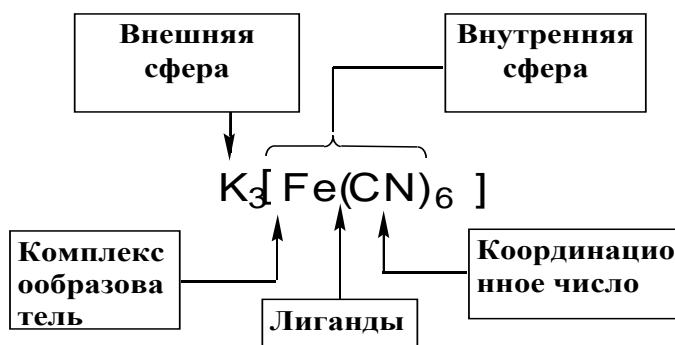 Внешняя
сфера
Внутренняя
сфера
K₃[Fe(CN)₆]
Комплекс
ообразова
тель
Лиганды
Координацио
нное число